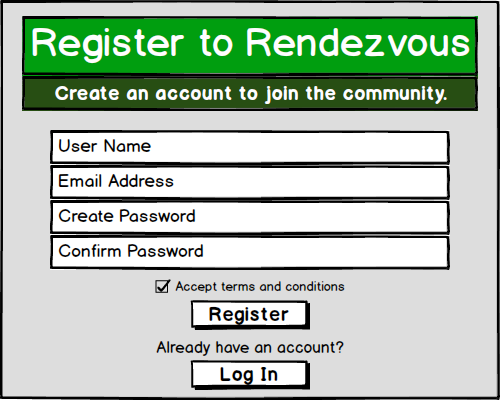 Register to Rendezvous
Create an account to join the community.
User Name
Email Address
Create Password
Confirm Password
Accept terms and conditions
Register
Already have an account?
Log In